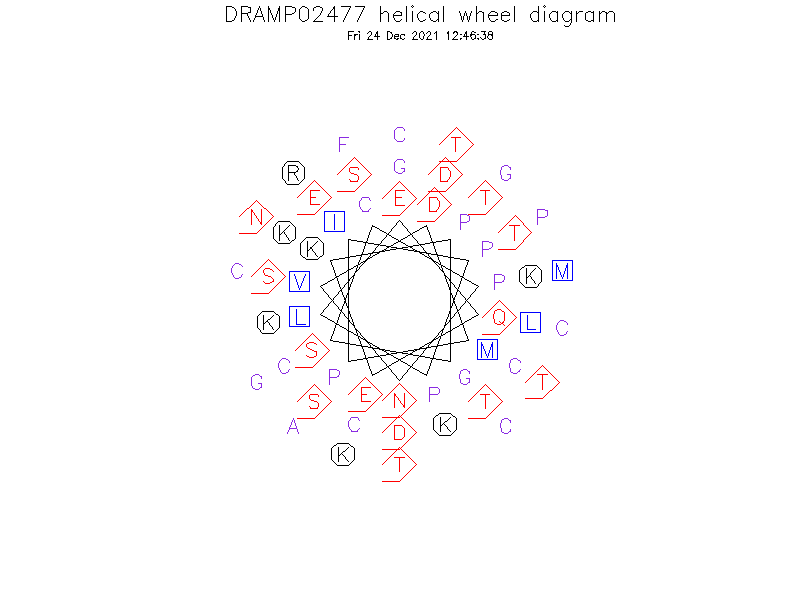 DRAMP02477 helical wheel diagram
Fri 24 Dec 2021 12:46:38
F C T
R S G D G
E C E D T P
N K K I P T P
C S V P P K M
K L Q L C
S M
G C P G C T
S E N P T
A C D K C
K T